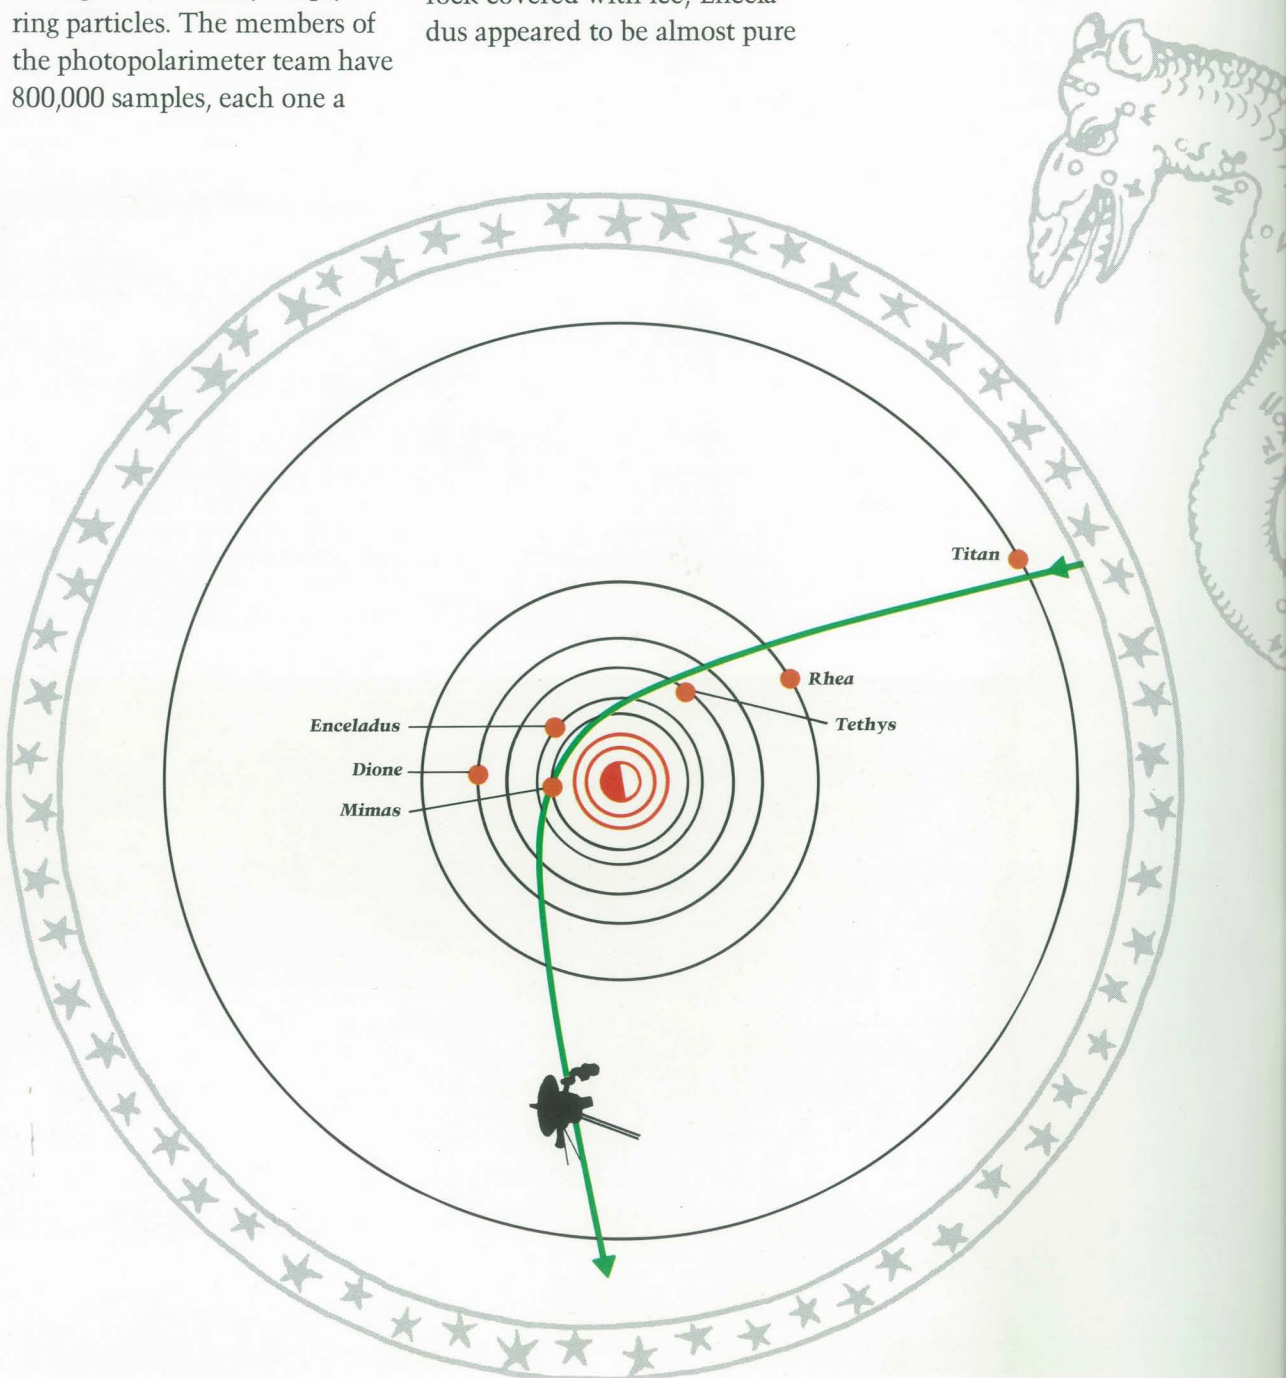 ring particles. The members of
the photopolarimeter team have
800,000 samples, each one a
dus appeared to be almost pure
Titan
Rhea
Tethys
Enceladus
Dione
Mimas